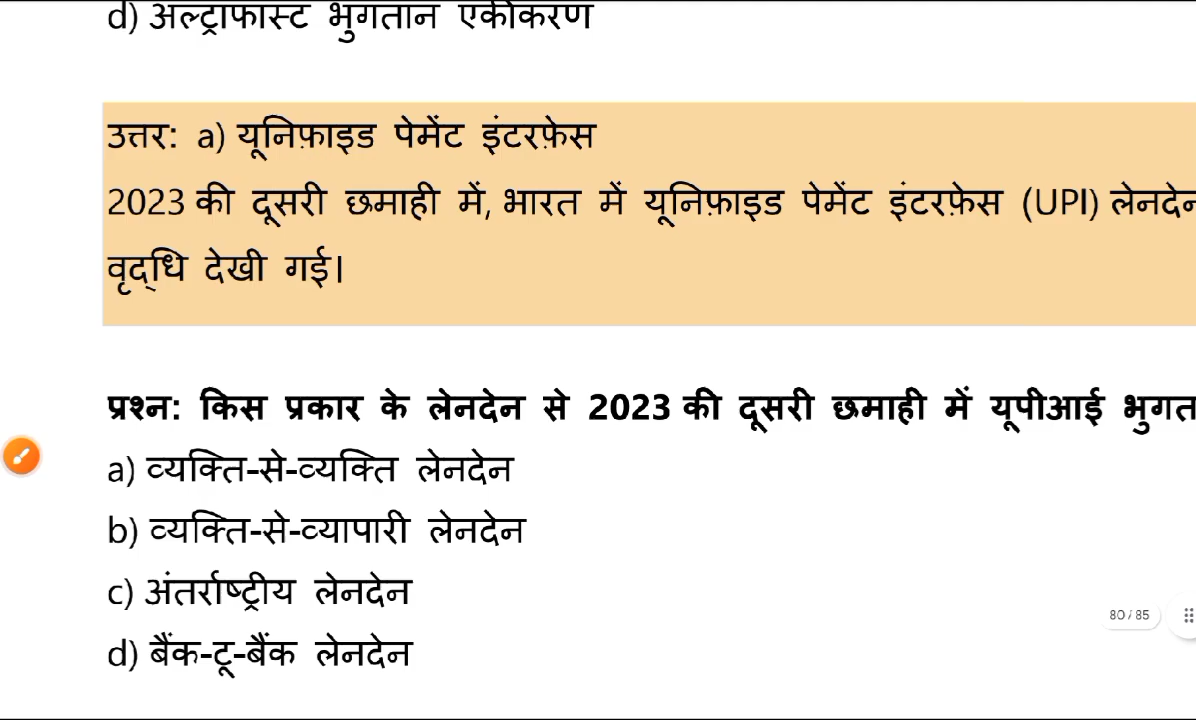 d) अल्ट्राफास्ट भुगतान एकीकरण
उत्तर: a) यूनिफ़ाइड पेमेंट इंटरफ़ेस
2023 की दूसरी छमाही में, भारत में यूनिफ़ाइड पेमेंट इंटरफ़ेस (UPI) लेनदेन
वृद्धि देखी गई।
प्रश्न: किस प्रकार के लेनदेन से 2023 की दूसरी छमाही में यूपीआई
a) व्यक्ति-से-व्यक्ति लेनदेन
b) व्यक्ति-से-व्यापारी लेनदेन
c) अंतर्राष्ट्रीय लेनदेन
d) बैंक-टू-बैंक लेनदेन
80 / 85